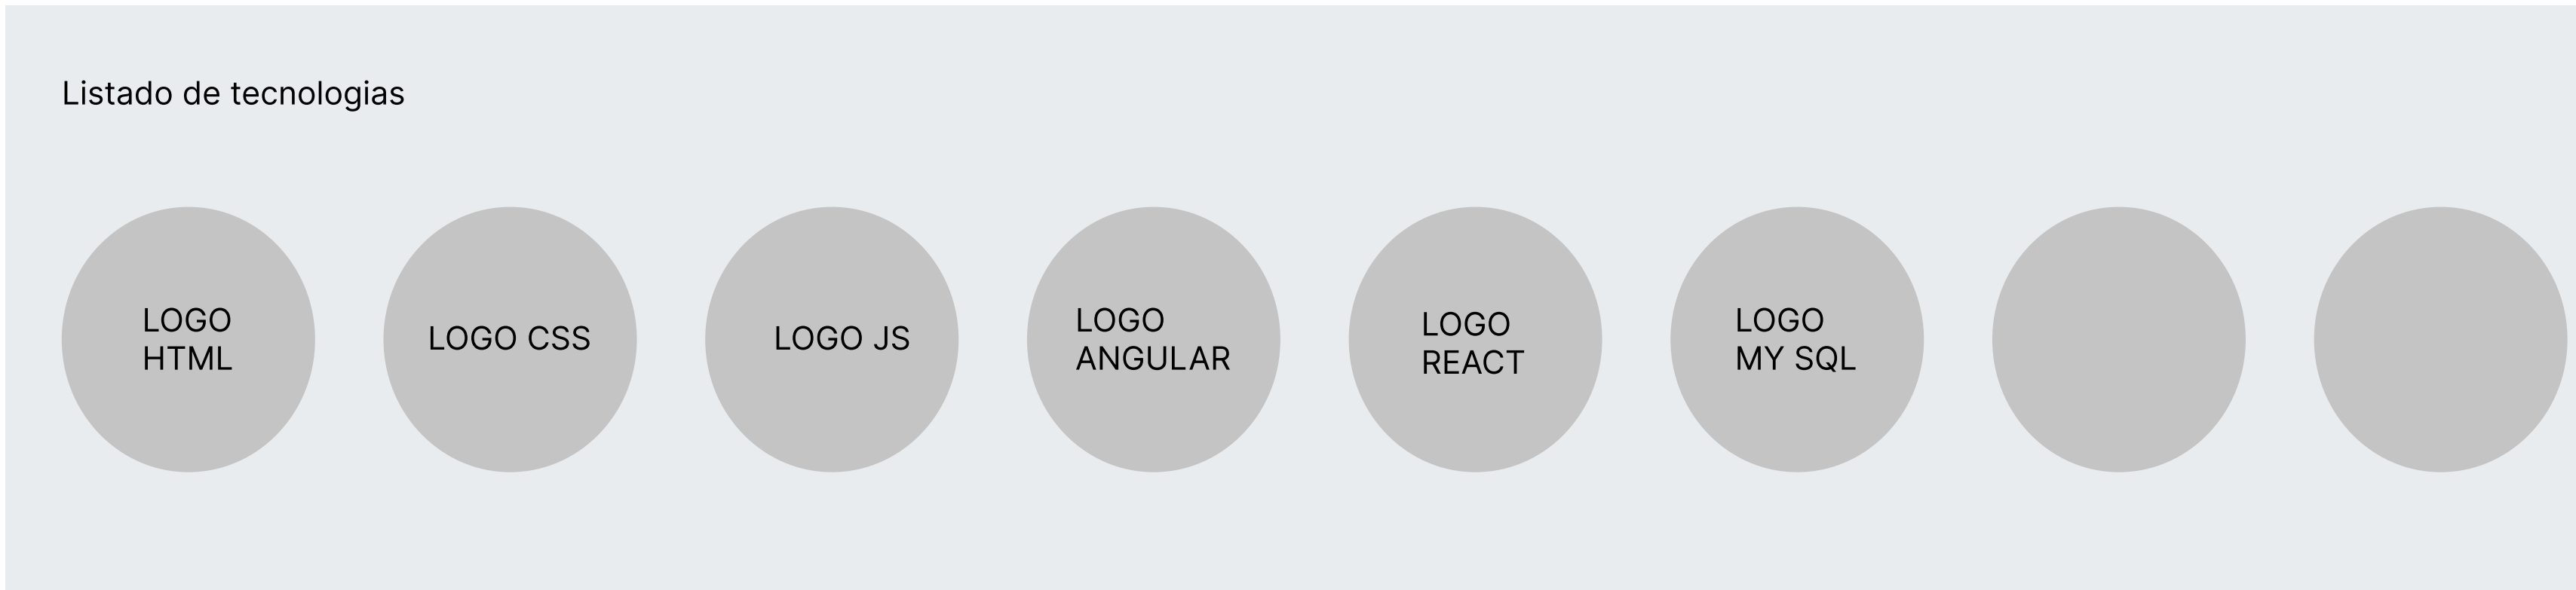 Listado de tecnologias
LOGO
HTML
LOGO CSS
LOGO JS
LOGO
ANGULAR
LOGO
REACT
LOGO
MY SQL